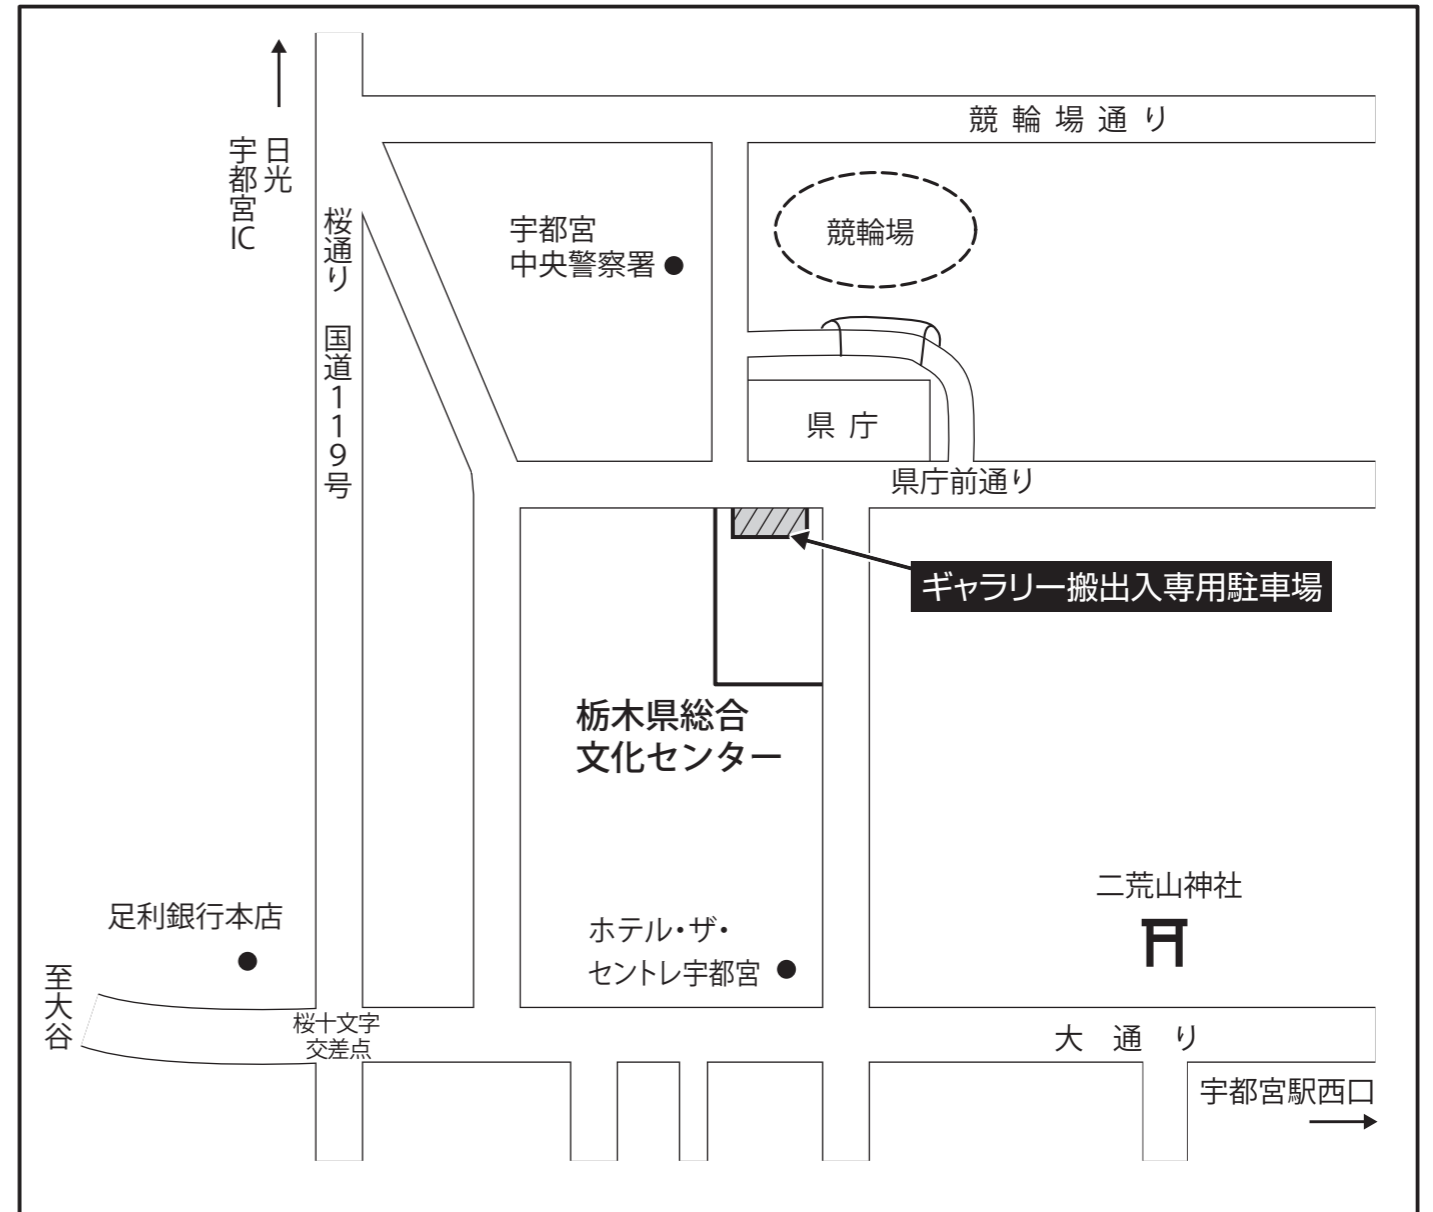 競輪場通り
日光
宇都宮IC
桜通り 国道119号
宇都宮
中央警察署
競輪場
県庁
県庁前通り
ギャラリー搬出入専用駐車場
栃木県総合
文化センター
二荒山神社
足利銀行本店
ホテル・ザ・
セントレ宇都宮
至大谷
桜十文字
交差点
大通り
宇都宮駅西口